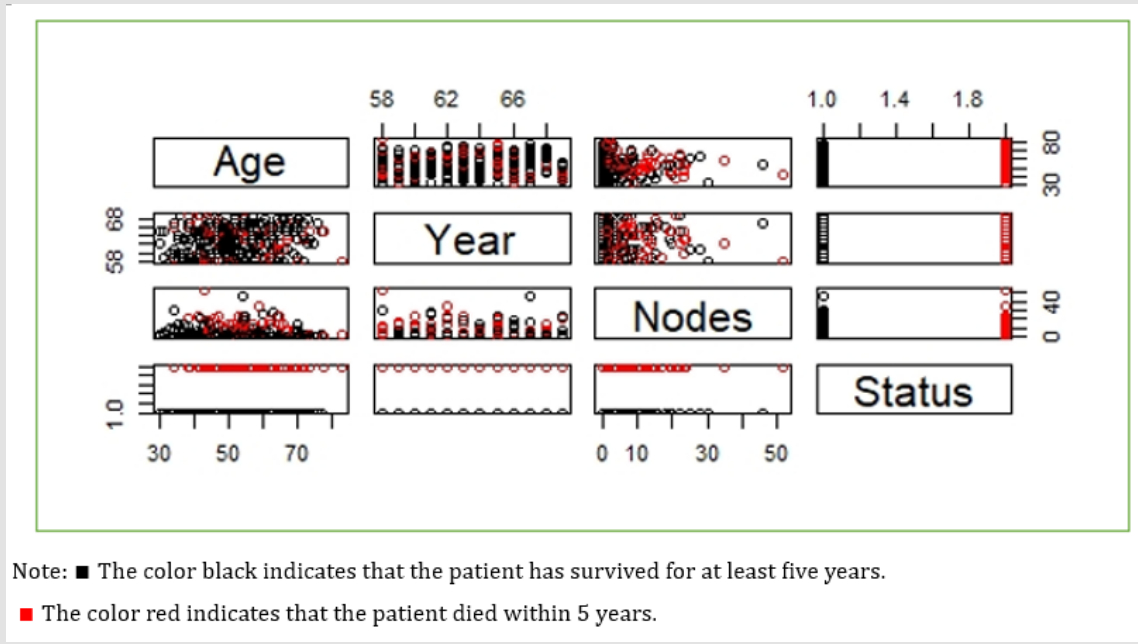 58 62 66 1.0 1.4 1.8
Age 30 80
58 68 Year
Nodes 0 40
1.0 Status
30 50 70 0 10 30 50
Note: ■ The color black indicates that the patient has survived for at least five years.
■ The color red indicates that the patient died within 5 years.